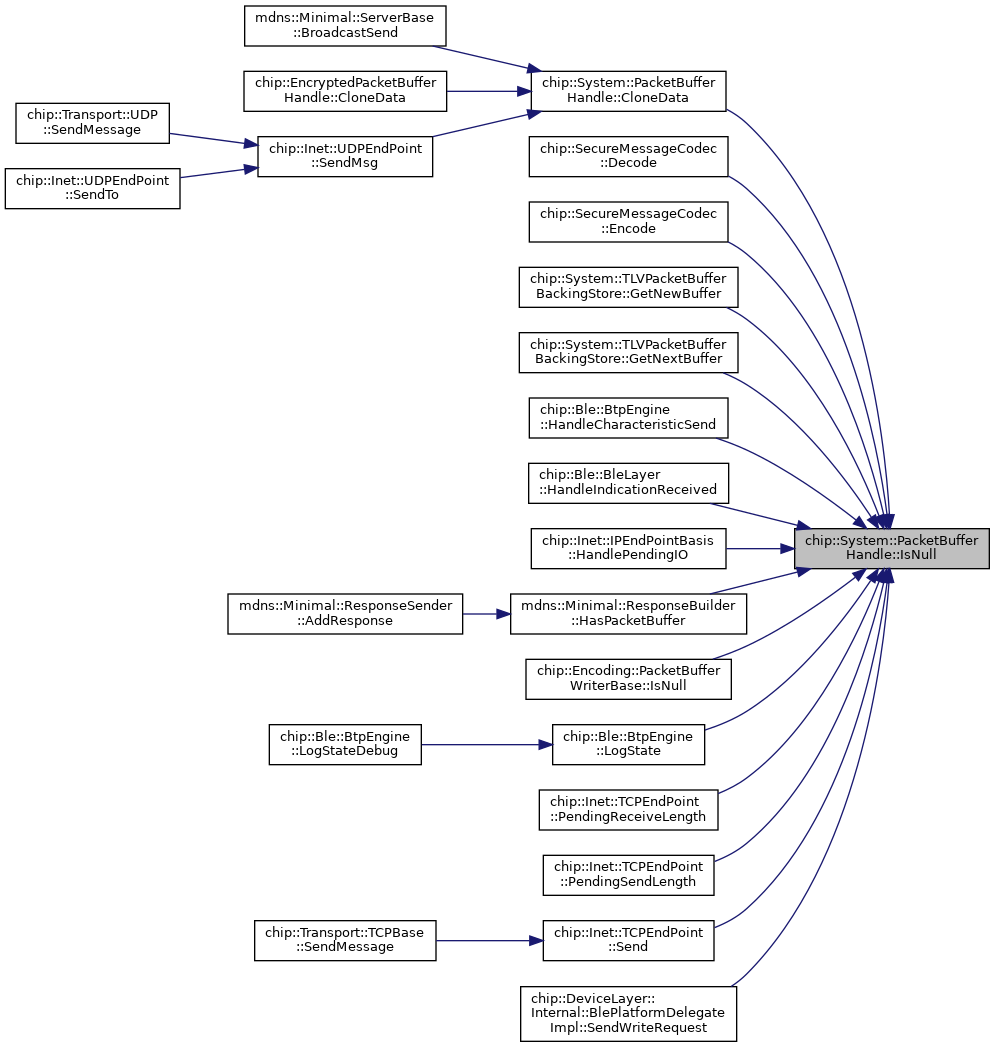 mdns::Minimal::ServerBase
::BroadcastSend
chip::EncryptedPacketBuffer
Handle::CloneData
chip::System::PacketBuffer
Handle::CloneData
chip::Transport::UDP
::SendMessage
chip::Inet::UDPEndPoint
::SendMsg
chip::Inet::UDPEndPoint
::SendTo
chip::SecureMessageCodec
::Decode
chip::SecureMessageCodec
::Encode
chip::System::TLVPacketBuffer
BackingStore::GetNewBuffer
chip::System::TLVPacketBuffer
BackingStore::GetNextBuffer
chip::Ble::BtpEngine
::HandleCharacteristicSend
chip::Ble::BleLayer
::HandleIndicationReceived
chip::Inet::IPEndPointBasis
::HandlePendingIO
chip::System::PacketBuffer
Handle::IsNull
mdns::Minimal::ResponseSender
::AddResponse
mdns::Minimal::ResponseBuilder
::HasPacketBuffer
chip::Encoding::PacketBuffer
WriterBase::IsNull
chip::Ble::BtpEngine
::LogStateDebug
chip::Ble::BtpEngine
::LogState
chip::Inet::TCPEndPoint
::PendingReceiveLength
chip::Inet::TCPEndPoint
::PendingSendLength
chip::Transport::TCPBase
::SendMessage
chip::Inet::TCPEndPoint
::Send
chip::DeviceLayer::
Internal::BlePlatformDelegate
Impl::SendWriteRequest